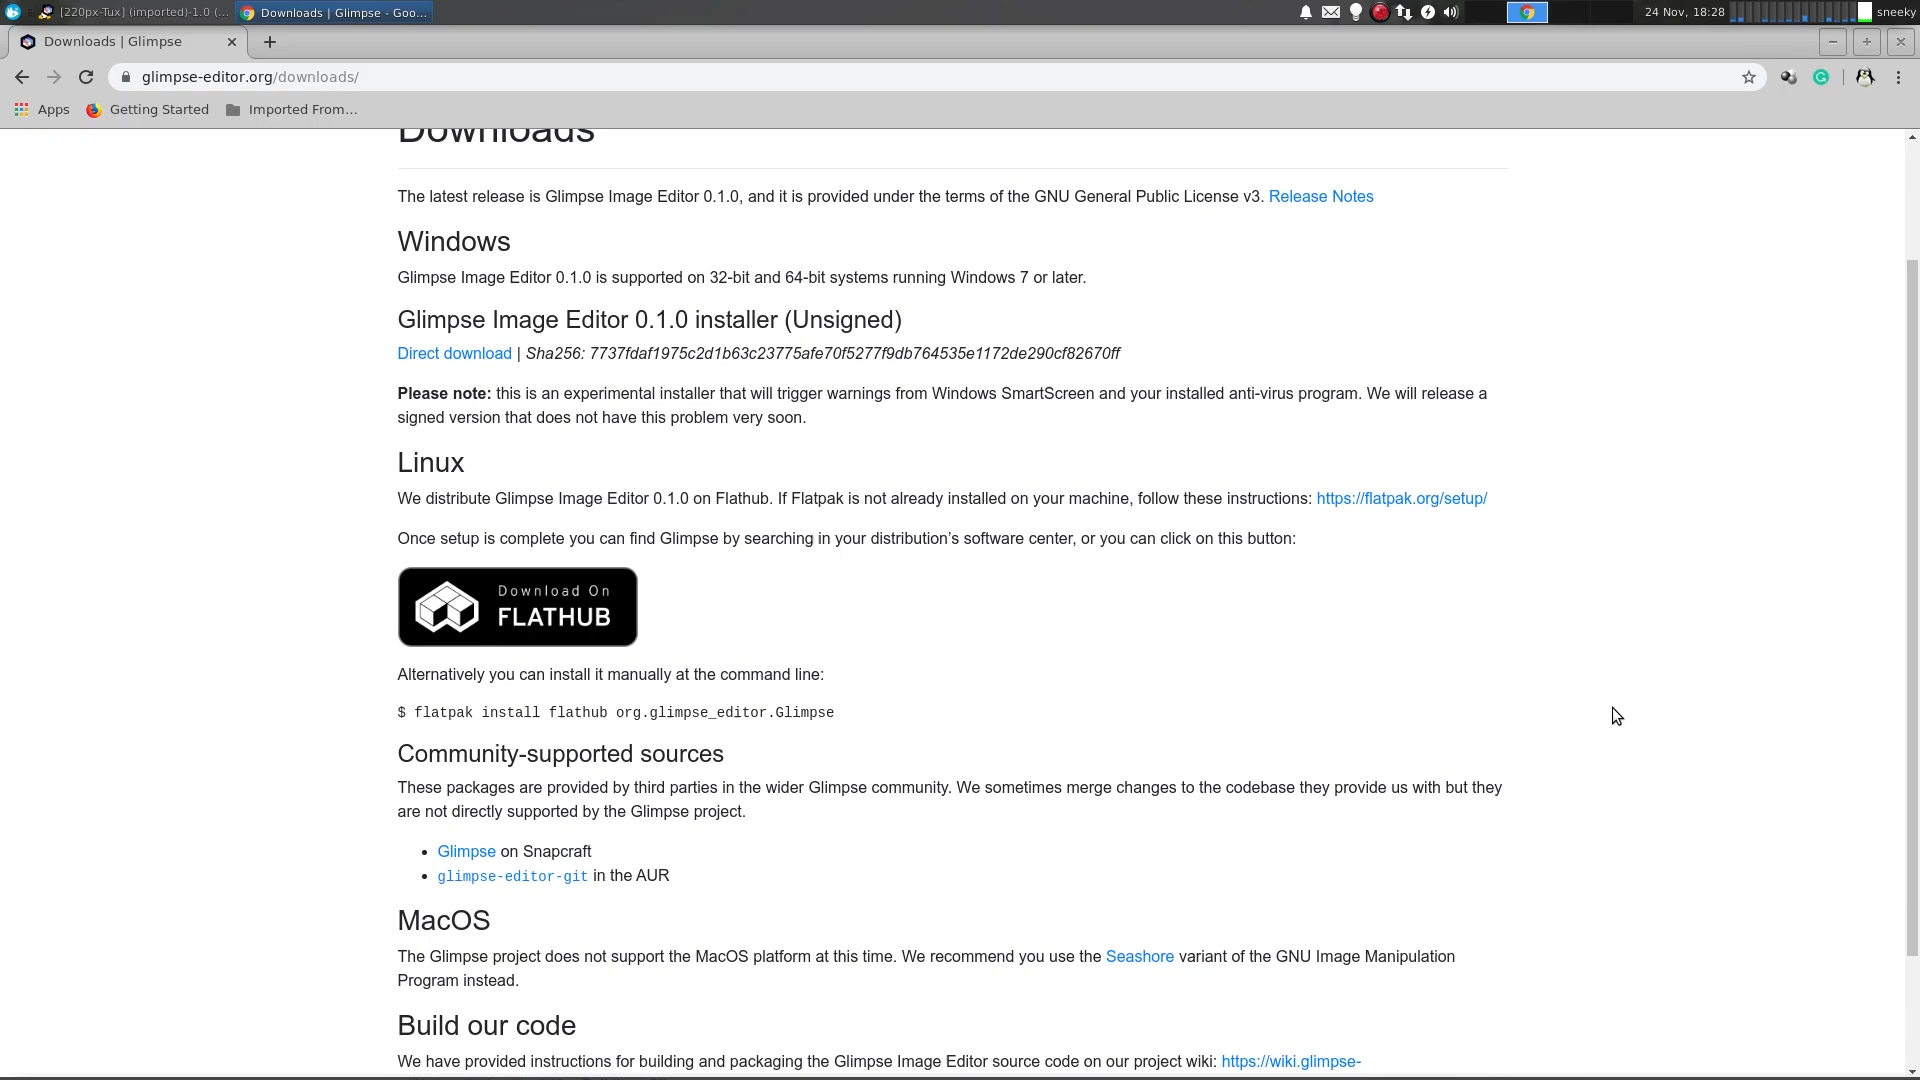 [220px-Tux] (imported)-1.0 (...
Downloads | Glimpse - Goo...
24 Nov, 18:28
sneeky
Downloads | Glimpse
glimpse-editor.org/downloads/
Apps
Getting Started
Imported From...
Downloads
The latest release is Glimpse Image Editor 0.1.0, and it is provided under the terms of the GNU General Public License v3. Release Notes
Windows
Glimpse Image Editor 0.1.0 is supported on 32-bit and 64-bit systems running Windows 7 or later.
Glimpse Image Editor 0.1.0 installer (Unsigned)
Direct download | Sha256: 7737fdaf1975c2d1b63c23775afe70f5277f9db764535e1172de290cf82670ff
Please note: this is an experimental installer that will trigger warnings from Windows SmartScreen and your installed anti-virus program. We will release a
signed version that does not have this problem very soon.
Linux
We distribute Glimpse Image Editor 0.1.0 on Flathub. If Flatpak is not already installed on your machine, follow these instructions: https://flatpak.org/setup/
Once setup is complete you can find Glimpse by searching in your distribution’s software center, or you can click on this button:
Download On
FLATHUB
Alternatively you can install it manually at the command line:
$ flatpak install flathub org.glimpse_editor.Glimpse
Community-supported sources
These packages are provided by third parties in the wider Glimpse community. We sometimes merge changes to the codebase they provide us with but they
are not directly supported by the Glimpse project.
• Glimpse on Snapcraft
• glimpse-editor-git in the AUR
MacOS
The Glimpse project does not support the MacOS platform at this time. We recommend you use the Seashore variant of the GNU Image Manipulation
Program instead.
Build our code
We have provided instructions for building and packaging the Glimpse Image Editor source code on our project wiki: https://wiki.glimpse-